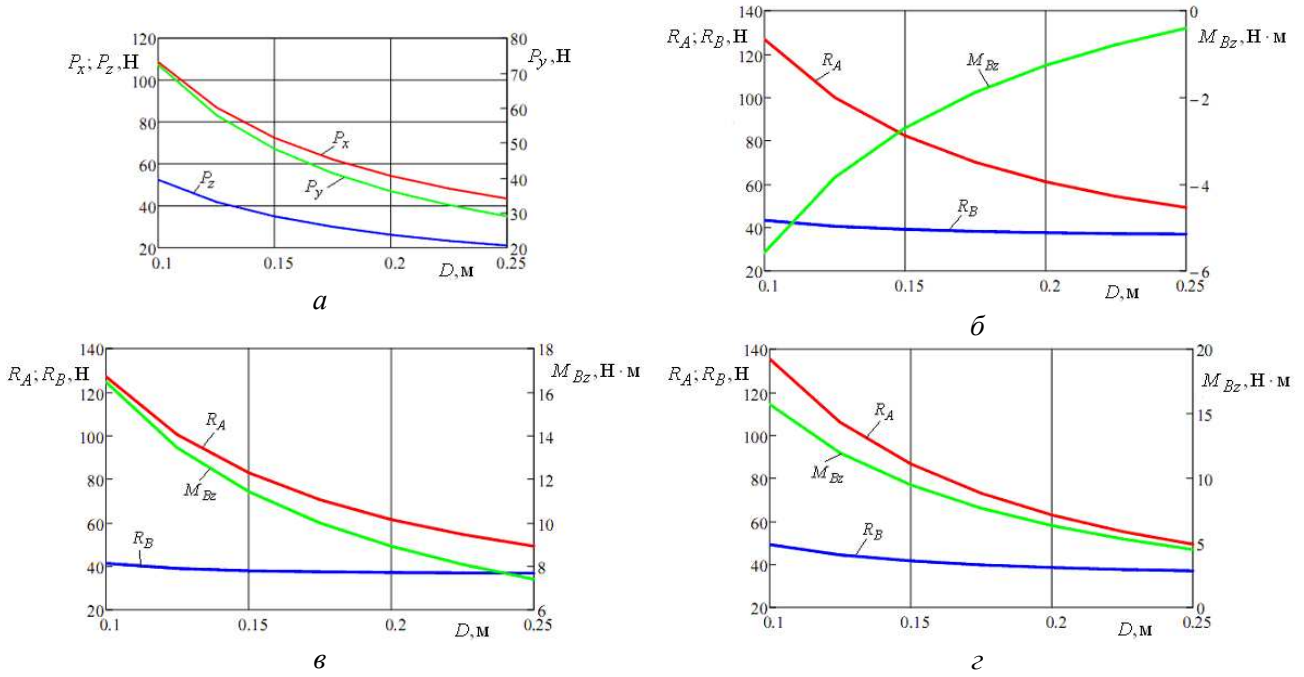 P_x; P_z, Н
P_y, Н
120
100
80
60
40
20
80
70
60
50
40
30
20
P_x
P_y
P_z
0.1 0.15 0.2 0.25
D, м
а
R_A; R_B, Н
M_Bz, Н · м
140
120
100
80
60
40
20
0
−2
−4
−6
R_A
M_Bz
R_B
0.1 0.15 0.2 0.25
D, м
б
R_A; R_B, Н
M_Bz, Н · м
140
120
100
80
60
40
20
18
16
14
12
10
8
6
R_A
M_Bz
R_B
0.1 0.15 0.2 0.25
D, м
в
R_A; R_B, Н
M_Bz, Н · м
140
120
100
80
60
40
20
20
15
10
5
0
R_A
M_Bz
R_B
0.1 0.15 0.2 0.25
D, м
г